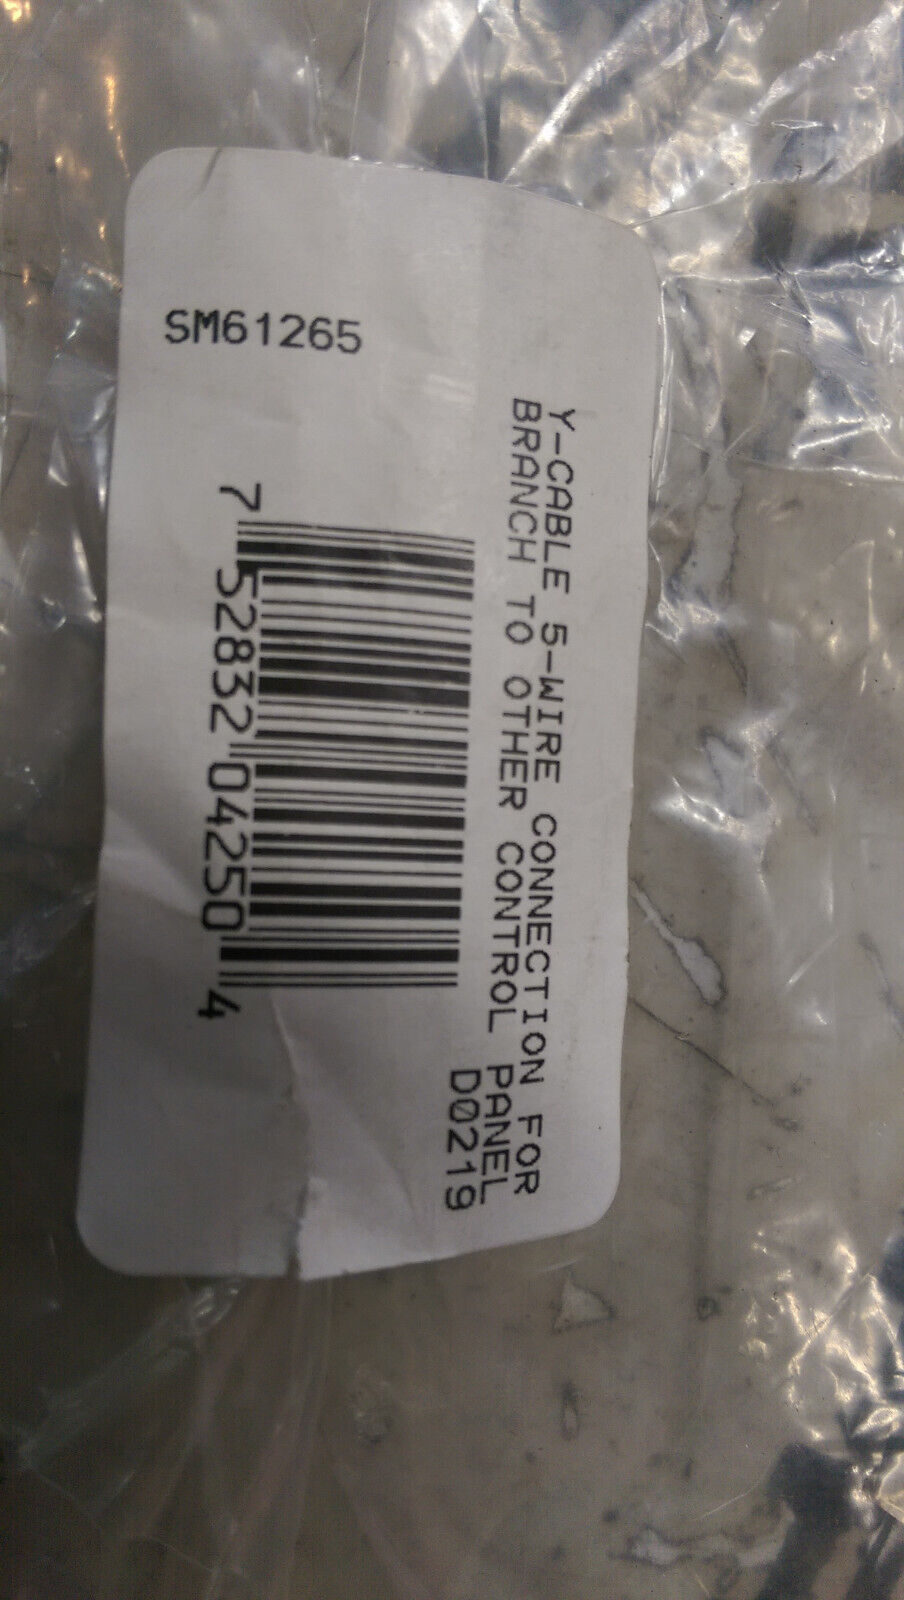 SM61265
Y-CABLE 5-WIRE CONNECTION FOR
BRANCH TO OTHER CONTROL PANEL
D0219
7 52832 04250 4